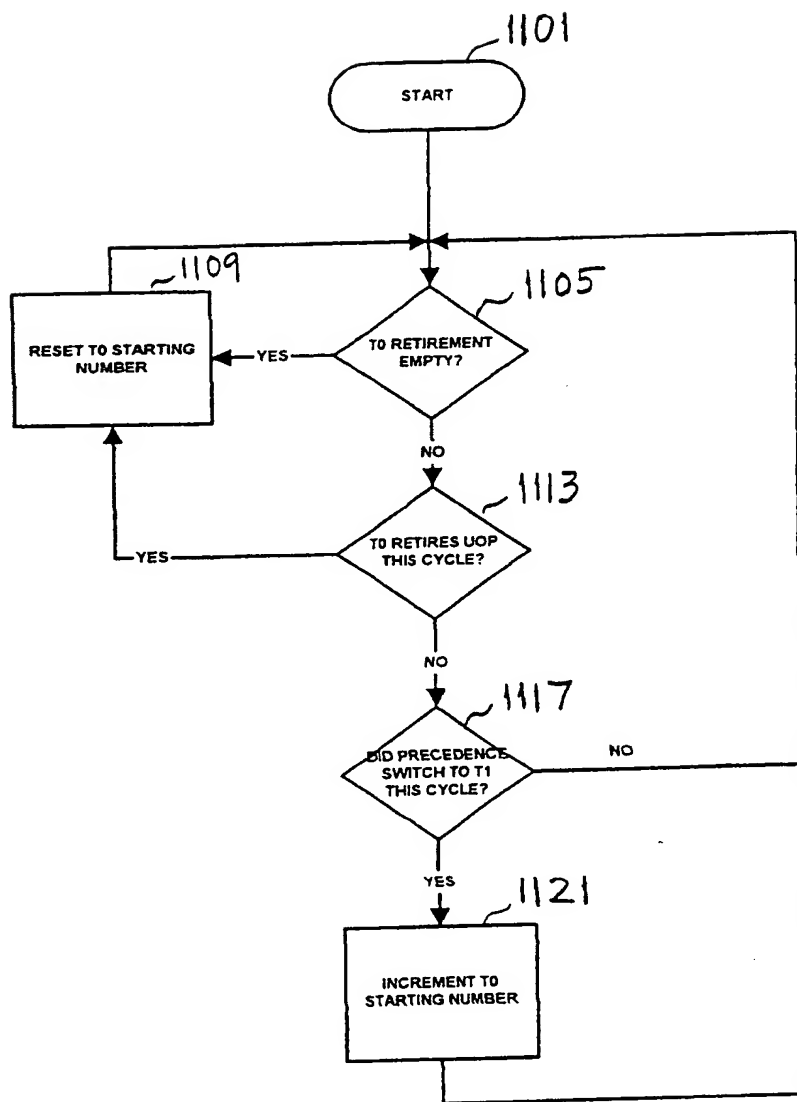 1101
START
1109
1105
RESET T0 STARTING
NUMBER
YES
T0 RETIREMENT
EMPTY?
NO
1113
YES
T0 RETIRES UOP
THIS CYCLE?
NO
1117
DID PRECEDENCE
SWITCH TO T1
THIS CYCLE?
NO
YES
1121
INCREMENT T0
STARTING NUMBER